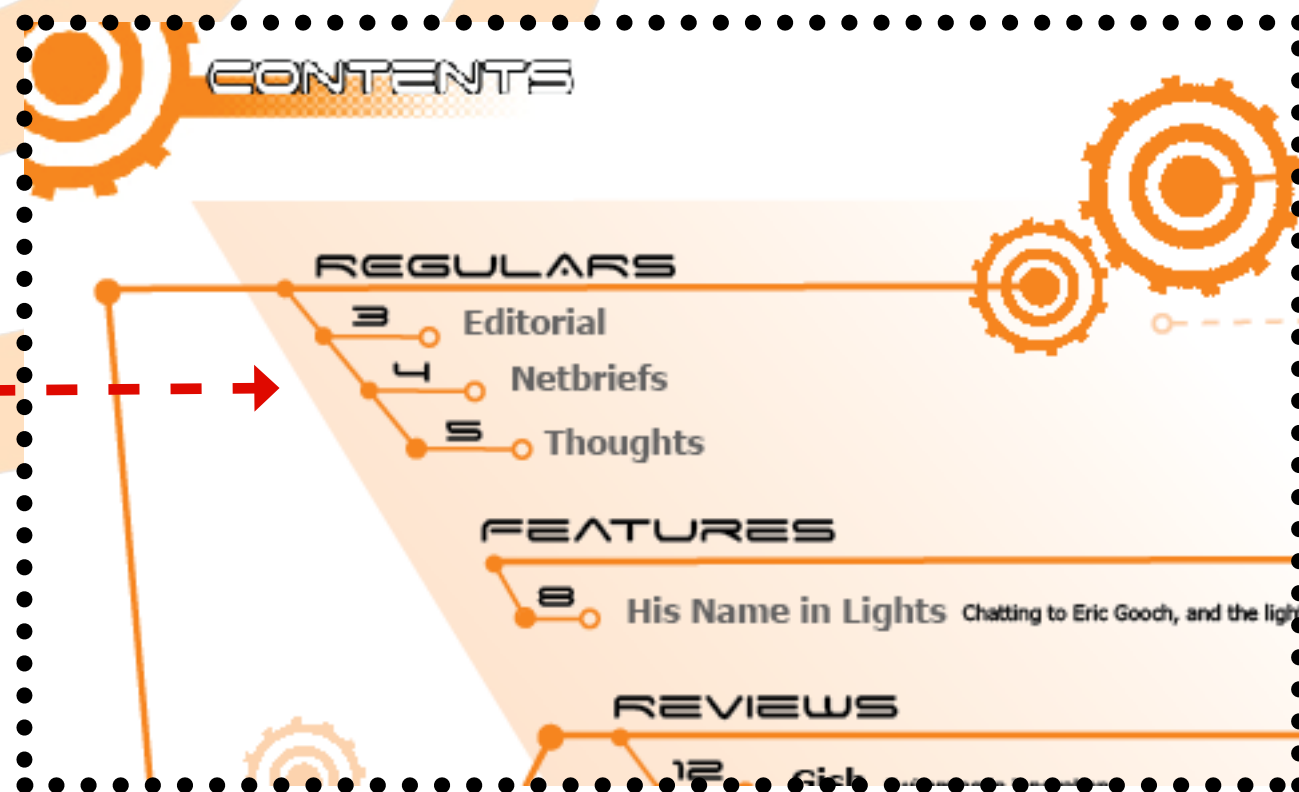 CONTENTS
REGULARS
3 Editorial
4 Netbriefs
5 Thoughts
FEATURES
8 His Name in Lights Chatting to Eric Gooch, and the
REVIEWS
12 Gish